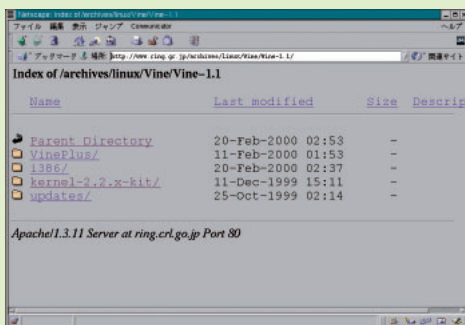 Netscape: Index of /archives/linux/Vine/Vine-1.1
ファイル 編集 表示 ジャンプ Communicator ヘルプ
ブックマーク 場所: http://www.ring.gr.jp/archives/linux/Vine/Vine-1.1/ 関連サイト
Index of /archives/linux/Vine/Vine-1.1
Name Last modified Size Descrip
Parent Directory 20-Feb-2000 02:53 -
VinePlus/ 11-Feb-2000 01:53 -
i386/ 20-Feb-2000 02:37 -
kernel-2.2.x-kit/ 11-Dec-1999 15:11 -
updates/ 25-Oct-1999 02:14 -
Apache/1.3.11 Server at ring.crl.go.jp Port 80